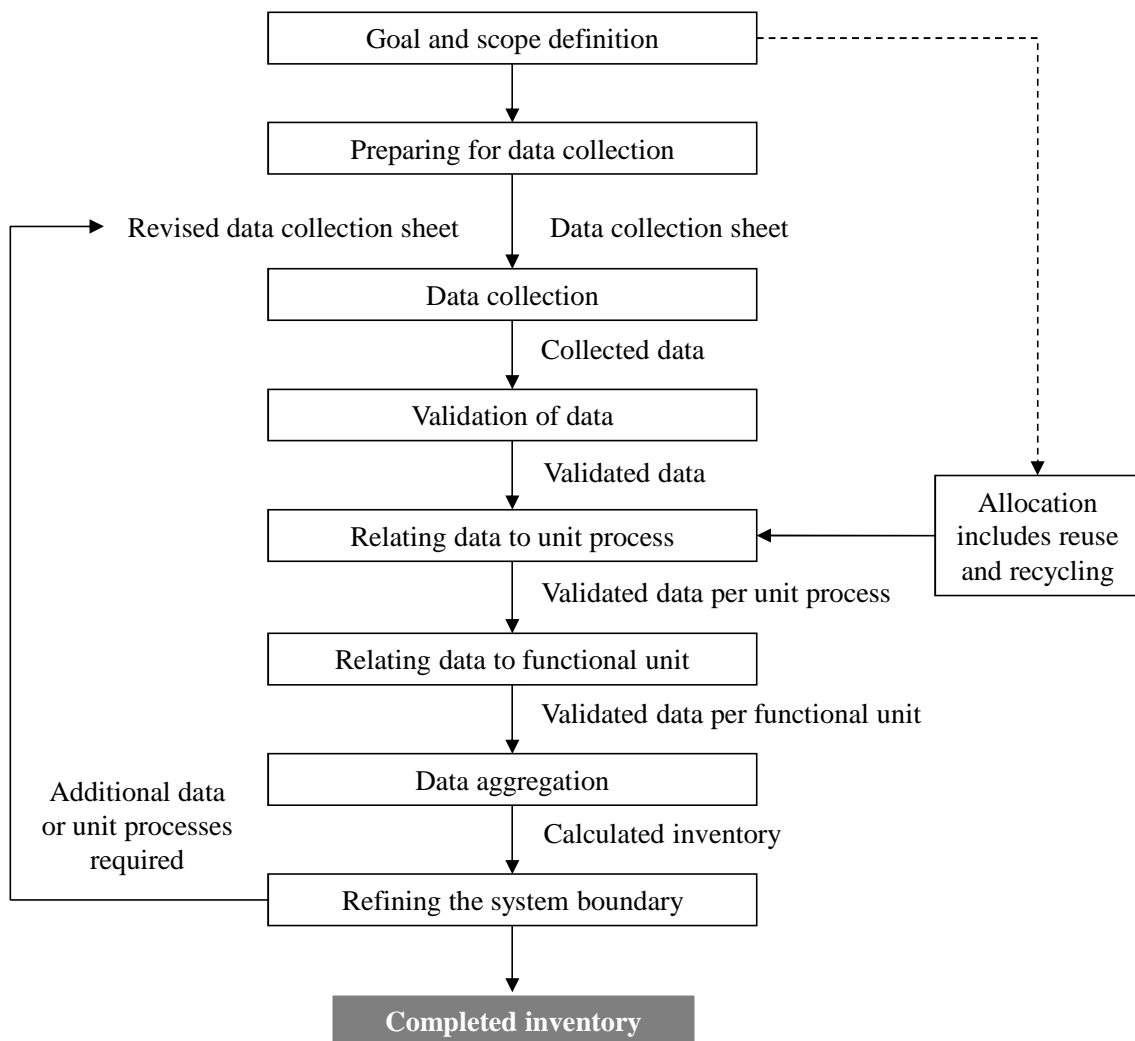 Goal and scope definition
Preparing for data collection
Revised data collection sheet
Data collection sheet
Data collection
Collected data
Validation of data
Validated data
Allocation
includes reuse
and recycling
Relating data to unit process
Validated data per unit process
Relating data to functional unit
Validated data per functional unit
Data aggregation
Additional data
or unit processes
required
Calculated inventory
Refining the system boundary
Completed inventory